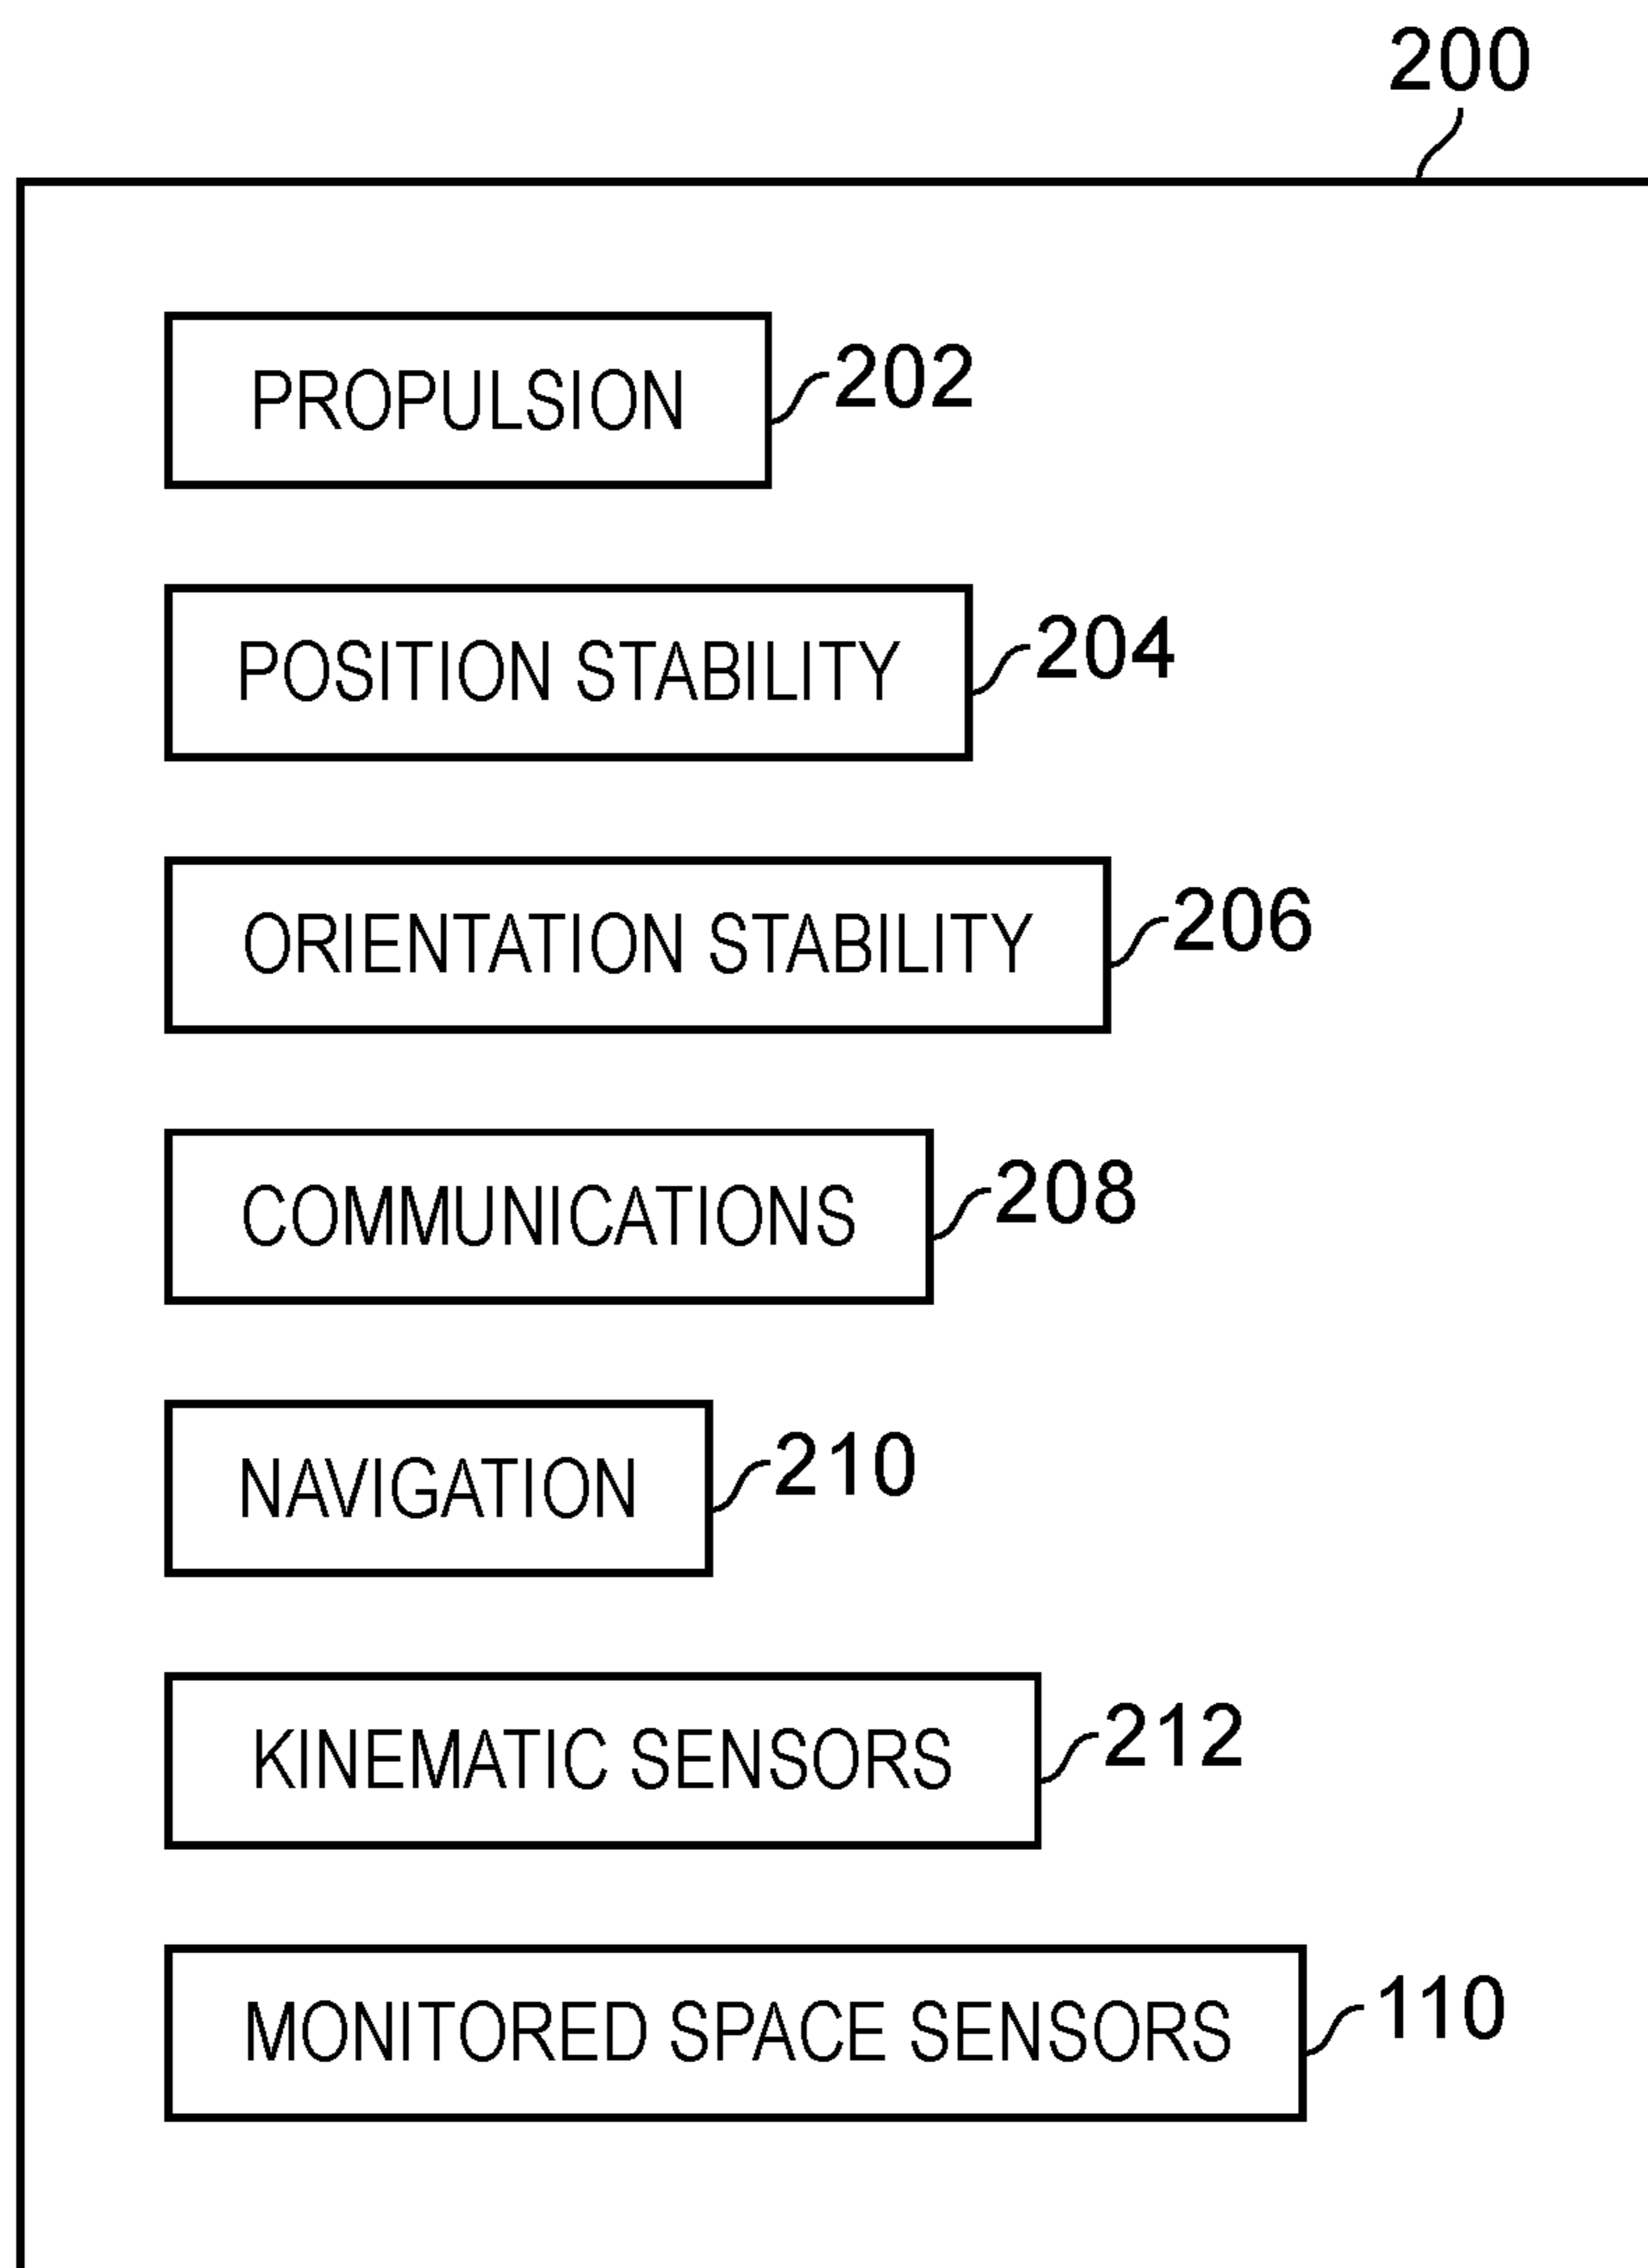 200
PROPULSION
202
POSITION STABILITY
204
ORIENTATION STABILITY
206
COMMUNICATIONS
208
NAVIGATION
210
KINEMATIC SENSORS
212
MONITORED SPACE SENSORS
110